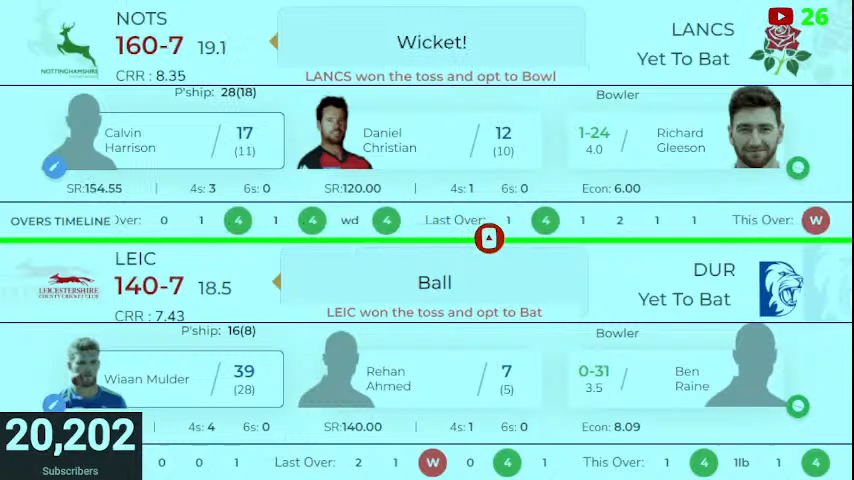 NOTS
160-7 19.1
CRR : 8.35
Wicket!
LANCS won the toss and opt to Bowl
LANCS
Yet To Bat
26
NOTTINGHAMSHIRE
P'ship: 28(18)
Bowler
Calvin Harrison
17
(11)
Daniel Christian
12
(10)
1-24
4.0
Richard Gleeson
SR:154.55 | 4s: 3 6s: 0
SR:120.00 | 4s: 1 6s: 0
Econ: 6.00
OVERS TIMELINE Over: 0 1 4 1 4 wd 4 Last Over: 1 4 1 2 1 1 This Over: W
LEIC
140-7 18.5
CRR : 7.43
Ball
LEIC won the toss and opt to Bat
DUR
Yet To Bat
LEICESTERSHIRE
COUNTY CRICKET CLUB
P'ship: 16(8)
Bowler
Wiaan Mulder
39
(28)
Rehan Ahmed
7
(5)
0-31
3.5
Ben Raine
| 4s: 4 6s: 0
SR:140.00 | 4s: 1 6s: 0
Econ: 8.09
20,202
Subscribers
0 0 1 Last Over: 2 1 W 0 4 1 This Over: 1 4 1lb 1 4